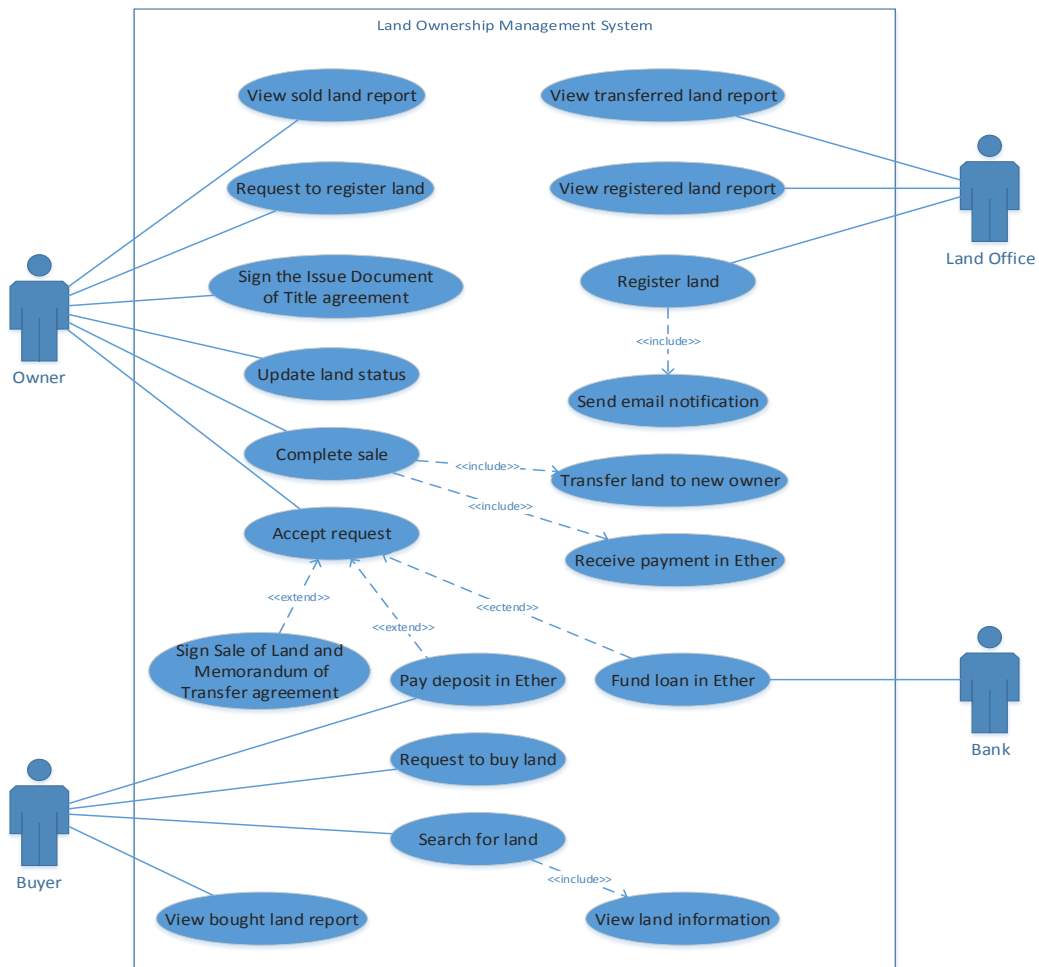 Land Ownership Management System
View sold land report
View transferred land report
Request to register land
View registered land report
Land Office
Sign the Issue Document
of Title agreement
Register land
<<include>>
Owner
Update land status
Send email notification
Complete sale
<<include>>
Transfer land to new owner
<<include>>
Accept request
Receive payment in Ether
<<extend>>
<<extend>>
<<ectend>>
Sign Sale of Land and
Memorandum of
Transfer agreement
Pay deposit in Ether
Fund loan in Ether
Bank
Request to buy land
Search for land
<<include>>
Buyer
View bought land report
View land information